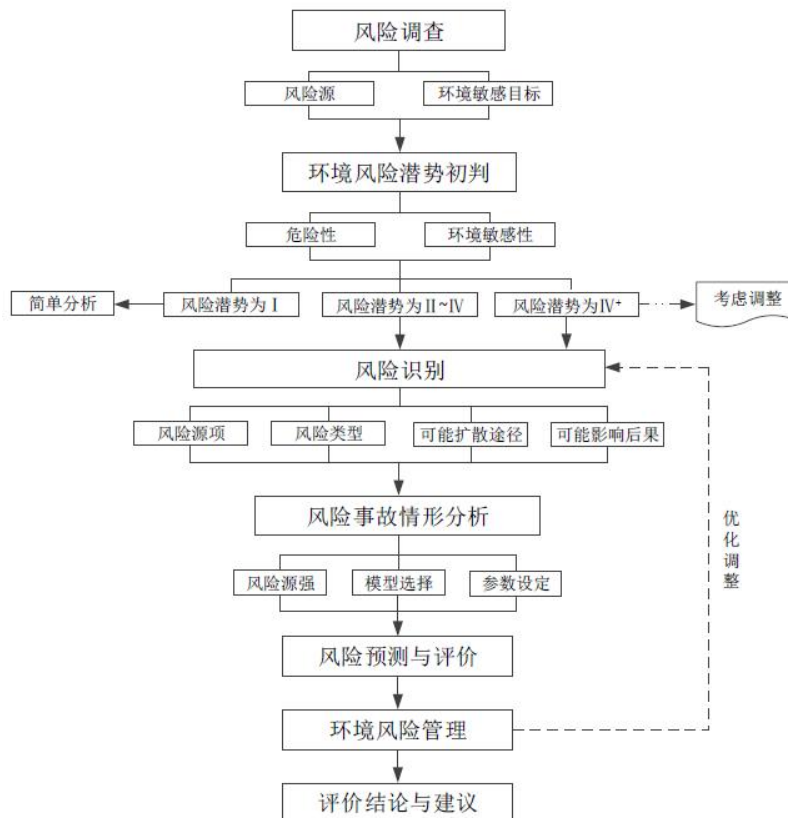 风险调查
风险源
环境敏感目标
环境风险潜势初判
危险性
环境敏感性
简单分析
风险潜势为Ⅰ
风险潜势为Ⅱ~Ⅳ
风险潜势为Ⅳ⁺
考虑调整
风险识别
风险源项
风险类型
可能扩散途径
可能影响后果
风险事故情形分析
优化调整
风险源强
模型选择
参数设定
风险预测与评价
环境风险管理
评价结论与建议